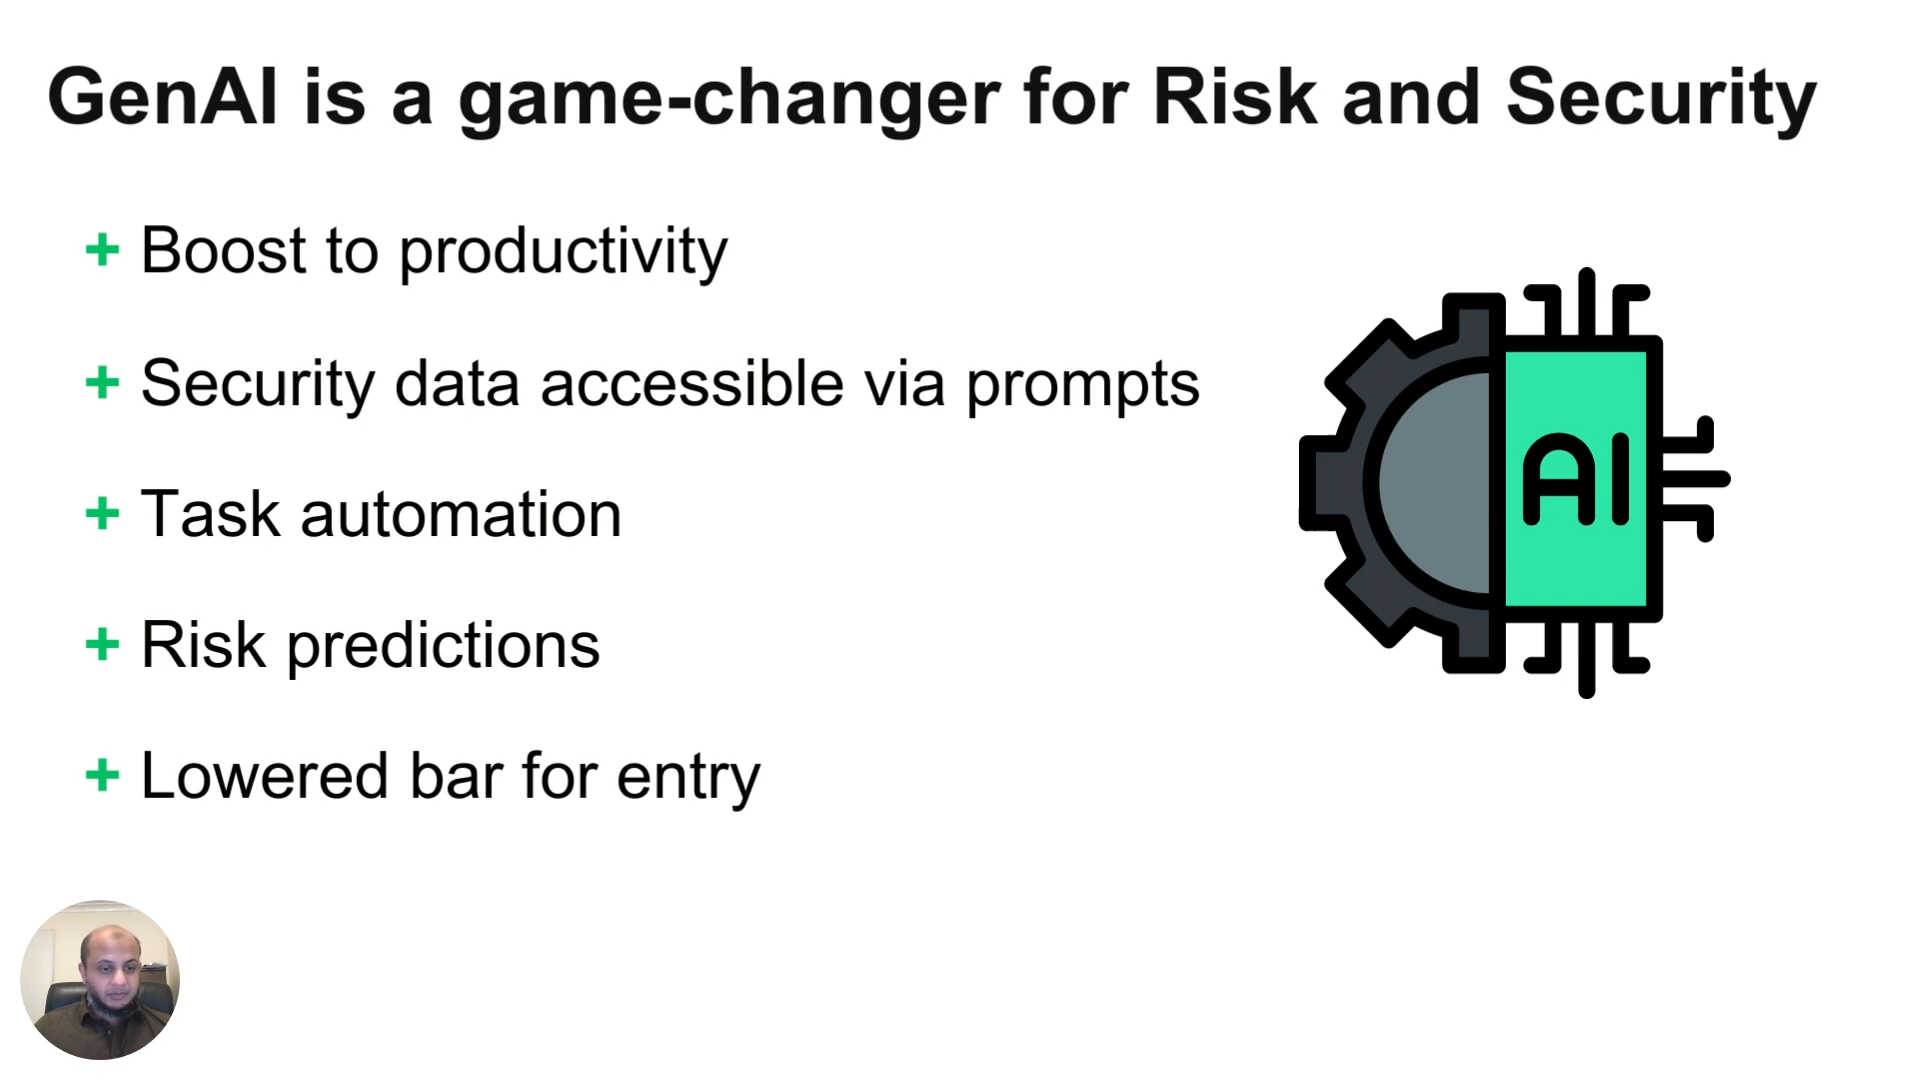 GenAI is a game-changer for Risk and Security
+ Boost to productivity
+ Security data accessible via prompts
+ Task automation
+ Risk predictions
+ Lowered bar for entry
AI